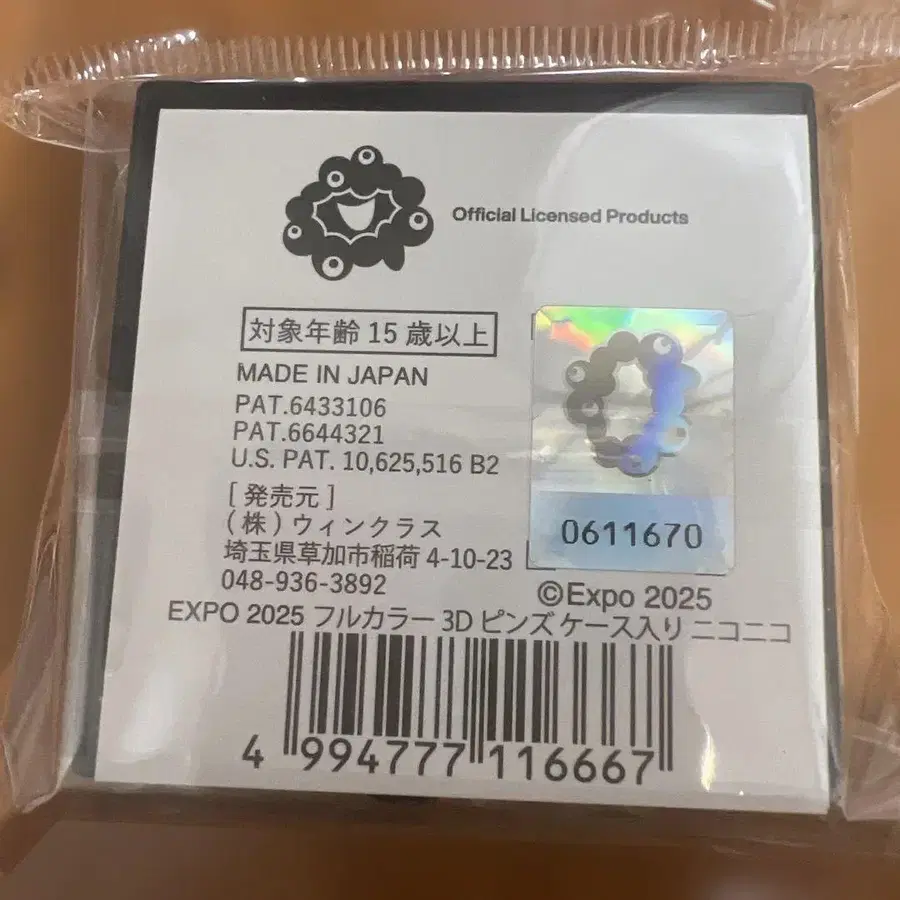 Official Licensed Products
対象年齢 15 歳以上
MADE IN JAPAN
PAT.6433106
PAT.6644321
U.S. PAT. 10,625,516 B2
[ 発売元 ]
(株) ウィンクラス
埼玉県草加市稲荷 4-10-23
048-936-3892
0611670
©Expo 2025
EXPO 2025 フルカラー 3D ピンズ ケース入り ニコニコ
4 994777 116667